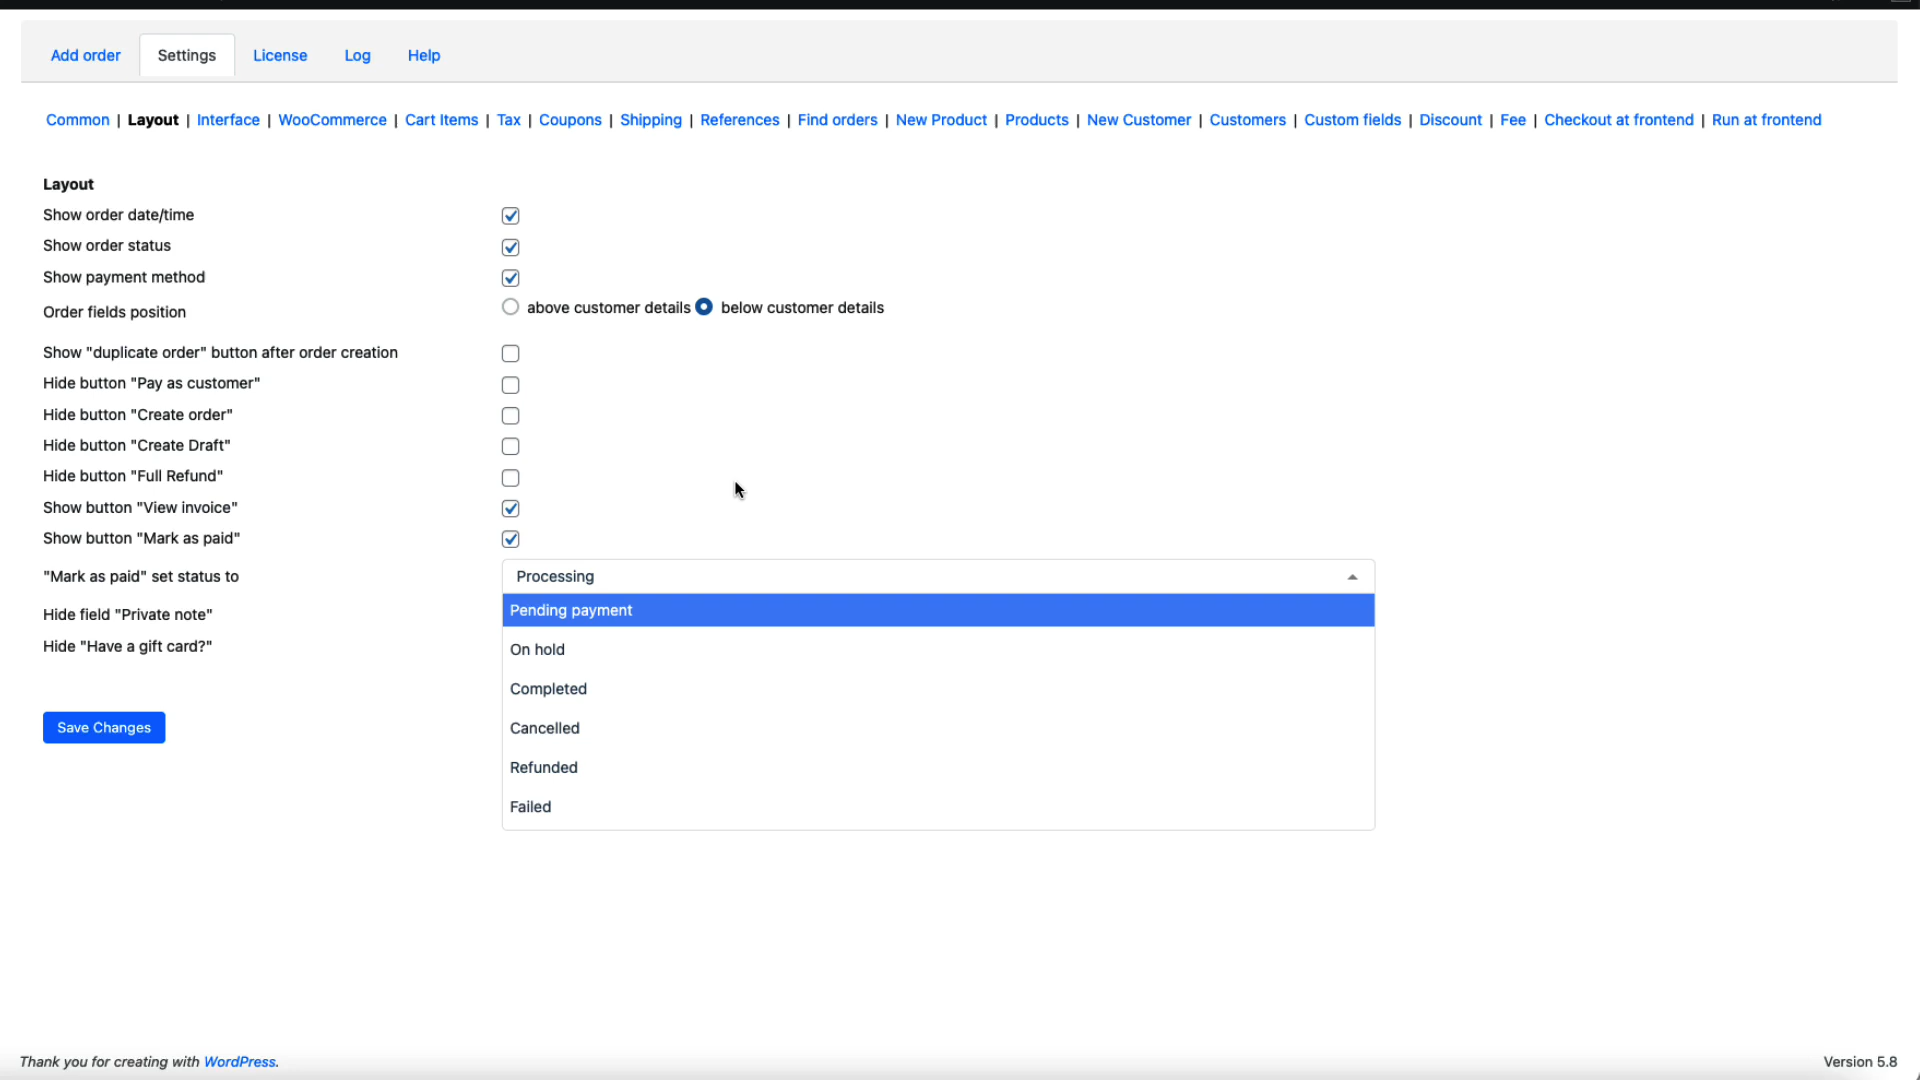 Add order Settings License Log Help
Common | Layout | Interface | WooCommerce | Cart Items | Tax | Coupons | Shipping | References | Find orders | New Product | Products | New Customer | Customers | Custom fields | Discount | Fee | Checkout at frontend | Run at frontend
Layout
Show order date/time
Show order status
Show payment method
Order fields position above customer details below customer details
Show "duplicate order" button after order creation
Hide button "Pay as customer"
Hide button "Create order"
Hide button "Create Draft"
Hide button "Full Refund"
Show button "View invoice"
Show button "Mark as paid"
"Mark as paid" set status to Processing
Pending payment
Hide field "Private note"
Hide "Have a gift card?"
On hold
Completed
Save Changes
Cancelled
Refunded
Failed
Thank you for creating with WordPress. Version 5.8